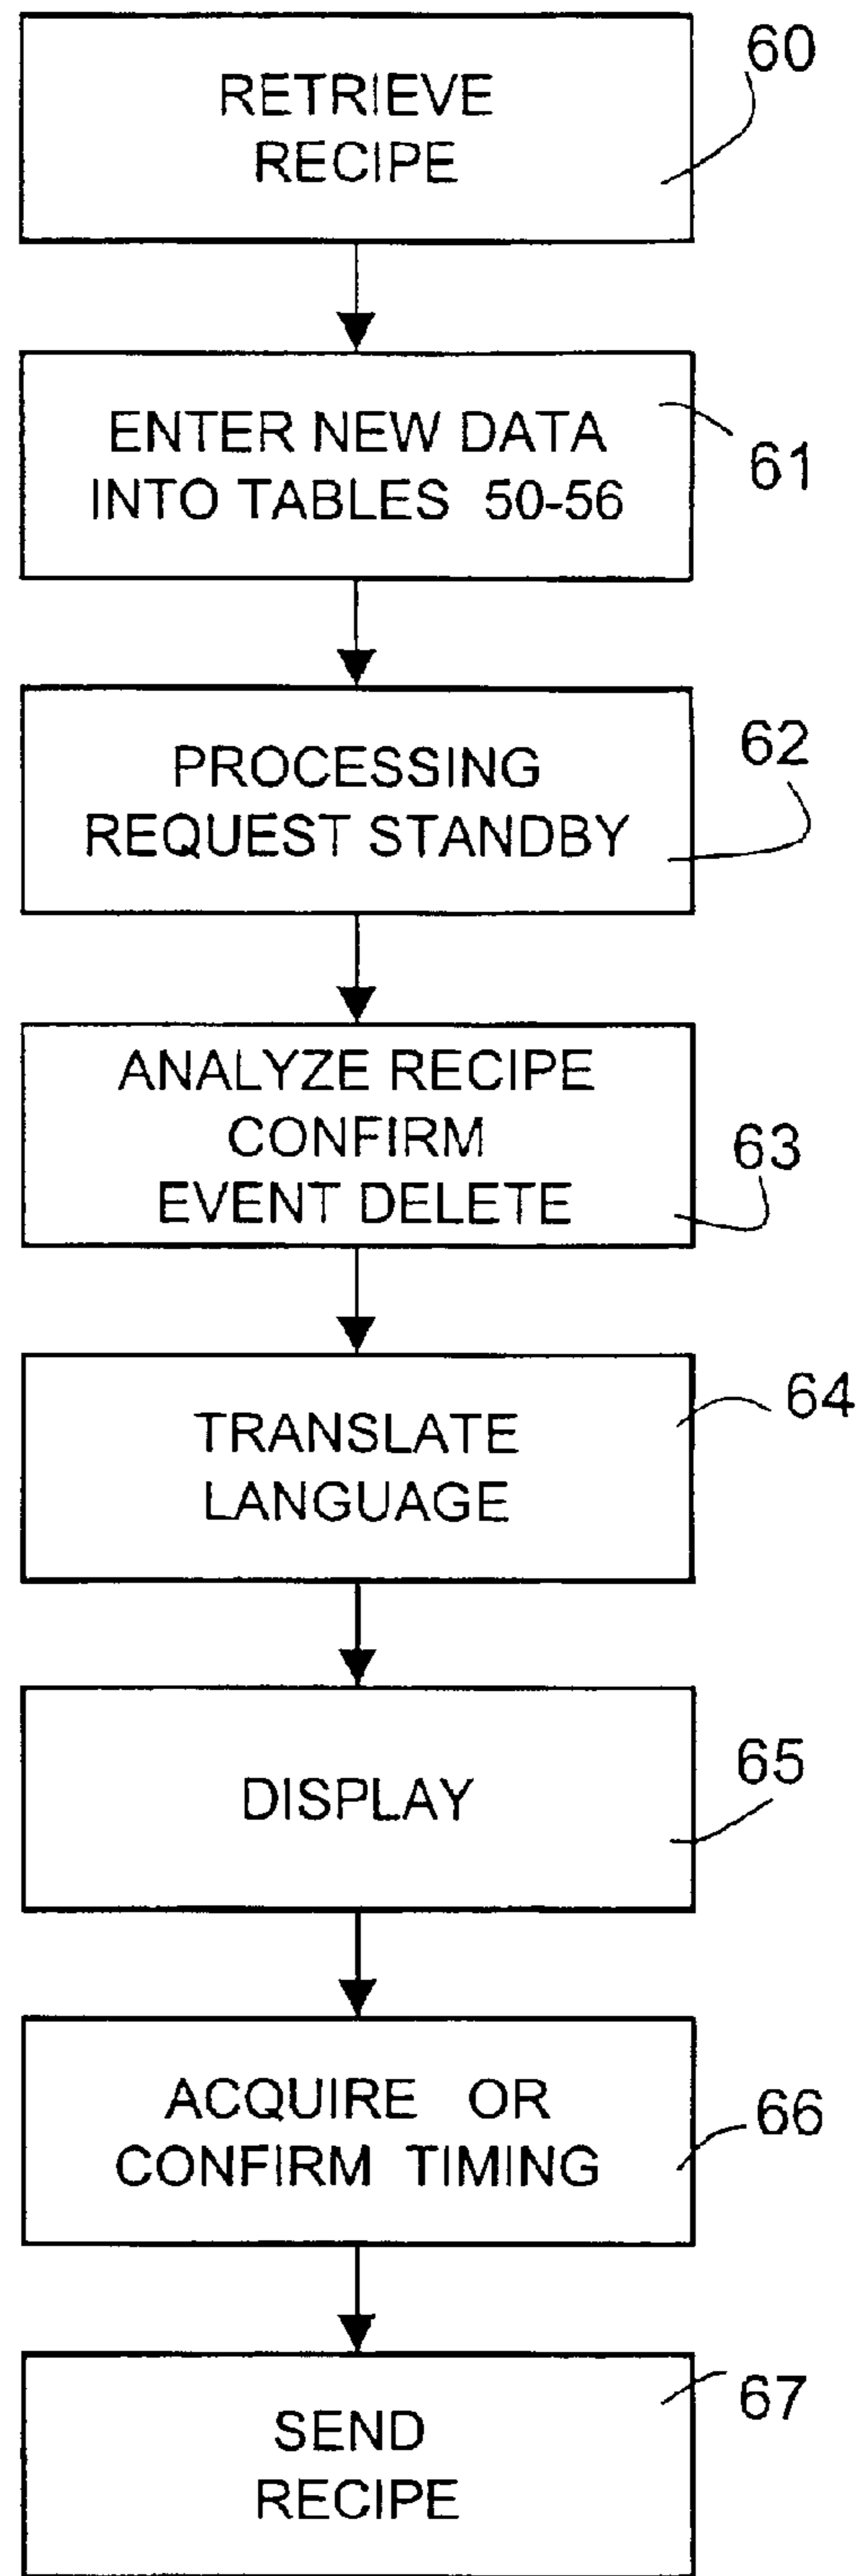 RETRIEVE
RECIPE
60
ENTER NEW DATA
INTO TABLES 50-56
61
PROCESSING
REQUEST STANDBY
62
ANALYZE RECIPE
CONFIRM
EVENT DELETE
63
TRANSLATE
LANGUAGE
64
DISPLAY
65
ACQUIRE OR
CONFIRM TIMING
66
SEND
RECIPE
67